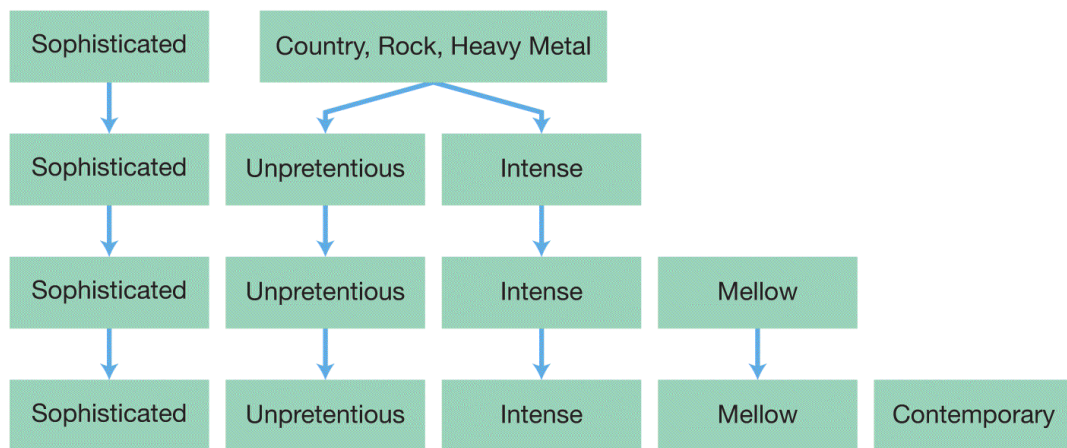 Sophisticated
Country, Rock, Heavy Metal
Sophisticated
Unpretentious
Intense
Sophisticated
Unpretentious
Intense
Mellow
Sophisticated
Unpretentious
Intense
Mellow
Contemporary